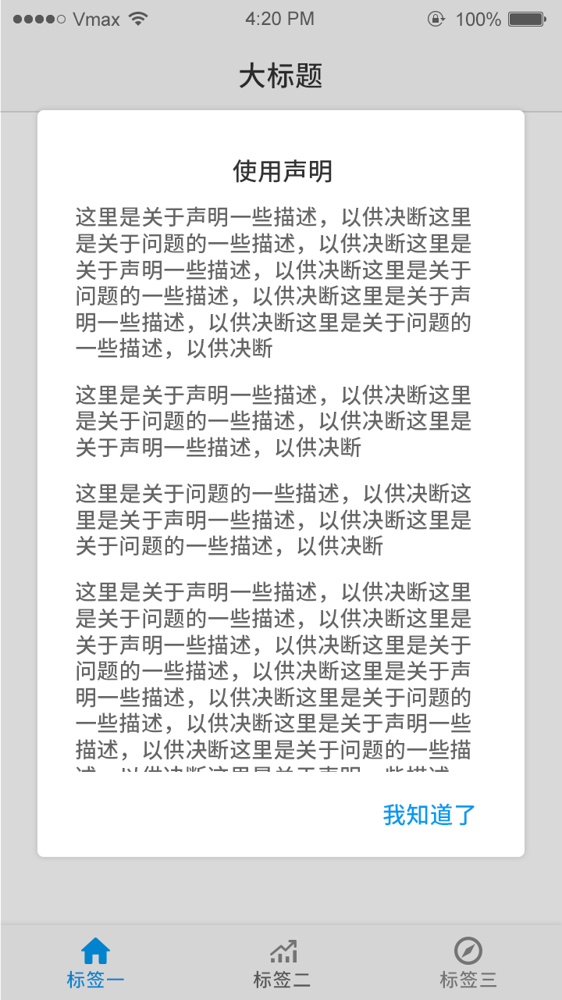 Vmax 4:20 PM 100%
大标题
使用声明
这里是关于声明一些描述，以供决断这里
是关于问题的一些描述，以供决断这里是
关于声明一些描述，以供决断这里是关于
问题的一些描述，以供决断这里是关于声
明一些描述，以供决断这里是关于问题的
一些描述，以供决断
这里是关于声明一些描述，以供决断这里
是关于问题的一些描述，以供决断这里是
关于声明一些描述，以供决断
这里是关于问题的一些描述，以供决断这
里是关于声明一些描述，以供决断这里是
关于问题的一些描述，以供决断
这里是关于声明一些描述，以供决断这里
是关于问题的一些描述，以供决断这里是
关于声明一些描述，以供决断这里是关于
问题的一些描述，以供决断这里是关于声
明一些描述，以供决断这里是关于问题的
一些描述，以供决断这里是关于声明一些
描述，以供决断这里是关于问题的一些描
我知道了
标签一 标签二 标签三